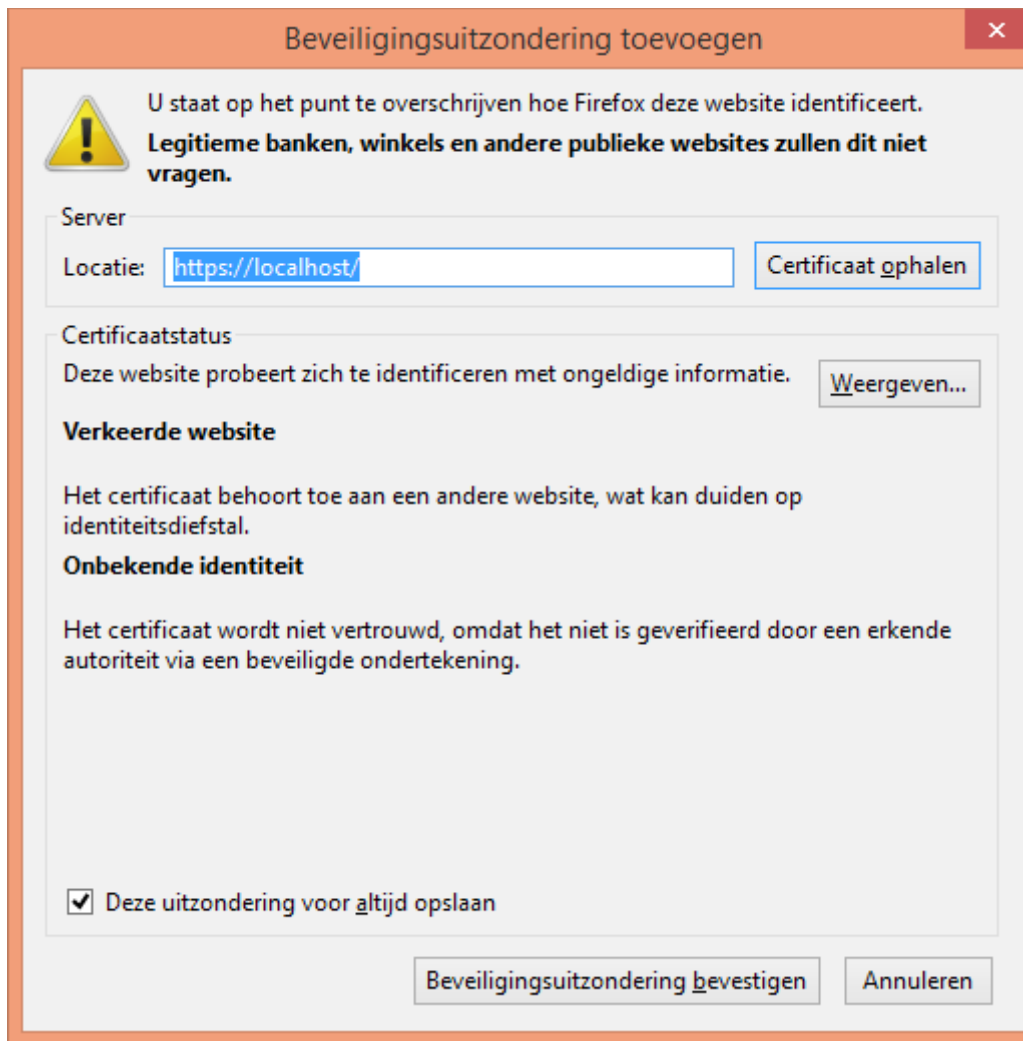 Beveiligingsuitzondering toevoegen
U staat op het punt te overschrijven hoe Firefox deze website identificeert.
Legitieme banken, winkels en andere publieke websites zullen dit niet
vragen.
Server
Locatie: https://localhost/ Certificaat ophalen
Certificaatstatus
Deze website probeert zich te identificeren met ongeldige informatie. Weergeven...
Verkeerde website
Het certificaat behoort toe aan een andere website, wat kan duiden op
identiteitsdiefstal.
Onbekende identiteit
Het certificaat wordt niet vertrouwd, omdat het niet is geverifieerd door een erkende
autoriteit via een beveiligde ondertekening.
Deze uitzondering voor altijd opslaan
Beveiligingsuitzondering bevestigen Annuleren